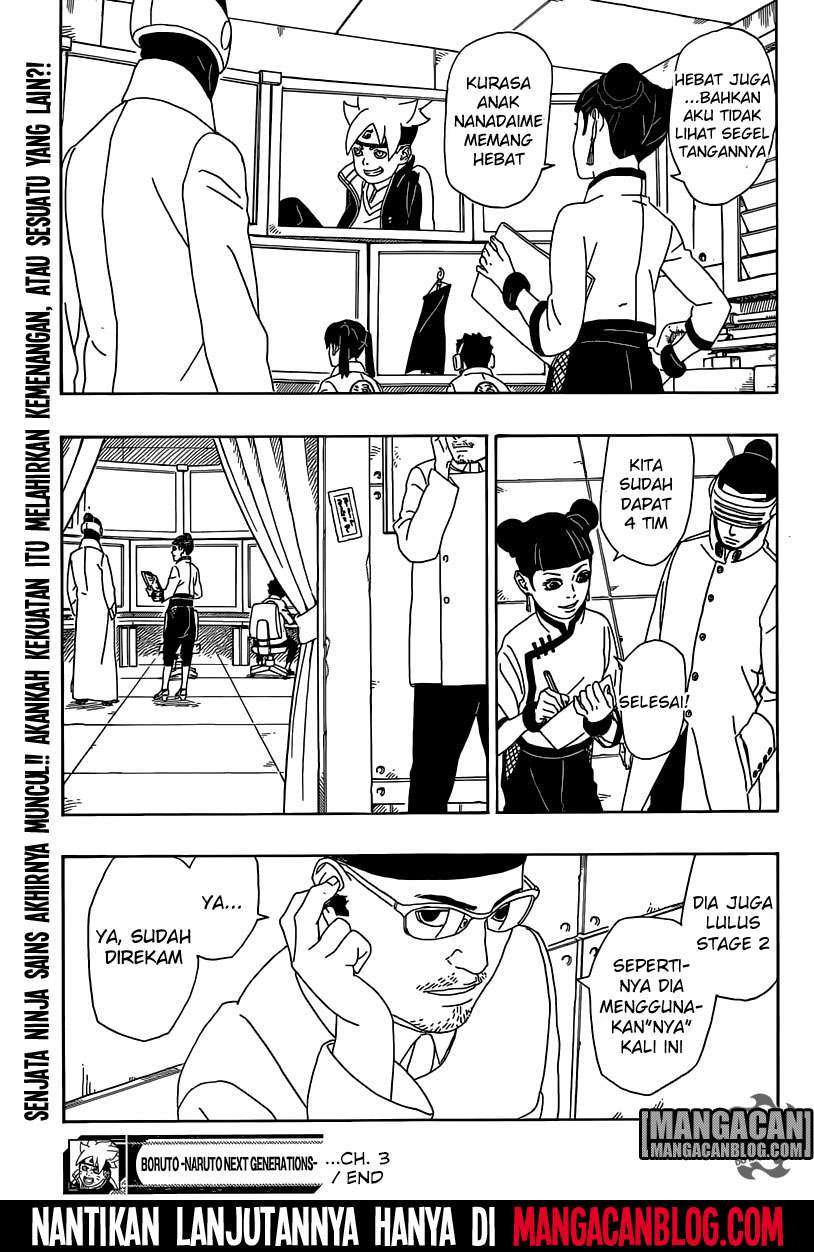 HEBAT JUGA
...BAHKAN
AKU TIDAK
LIHAT SEGEL
TANGANNYA
KURASA
ANAK
NANADAIME
MEMANG
HEBAT
KITA
SUDAH
DAPAT
4 TIM
SELESAI!
DIA JUGA
LULUS
STAGE 2
SEPERTI-
NYA DIA
MENGGUNA-
KAN"NYA"
KALI INI
YA...
YA, SUDAH
DIREKAM
SENJATA NINJA SAINS AKHIRNYA MUNCUL!! AKANKAH KEKUATAN ITU MELAHIRKAN KEMENANGAN, ATAU SESUATU YANG LAIN?!
BORUTO -NARUTO NEXT GENERATIONS-
...CH. 3
/ END
[MANGACAN]
MANGACANBLOG.COM
NANTIKAN LANJUTANNYA HANYA DI MANGACANBLOG.COM